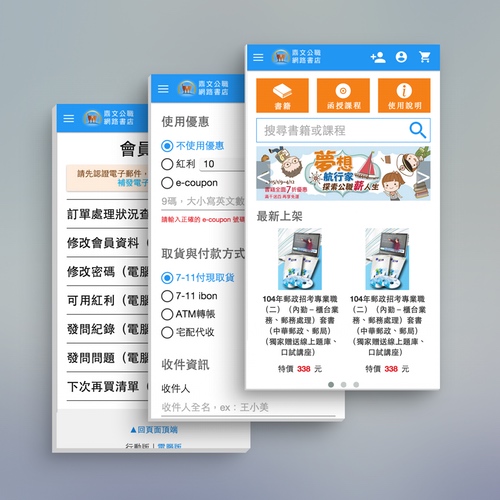 鼎文公職
網路書店
會員
請先認證電子郵件，
補發電子
訂單處理狀況查
修改會員資料（
修改密碼（電腦
可用紅利（電腦
發問紀錄（電腦
發問問題（電腦
下次再買清單（
▲回頁面頂端
行動版 | 電腦版
鼎文公職
網路書店
使用優惠
不使用優惠
紅利 10
e-coupon
9碼，大小寫英文數
請輸入正確的 e-coupon 號碼
取貨與付款方式
7-11付現取貨
7-11 ibon
ATM轉帳
宅配代收
收件資訊
收件人
收件人全名，ex：王小美
鼎文公職
網路書店
書籍
函授課程
使用說明
搜尋書籍或課程
夢想
航行家
探索公職薪人生
書籍全面7折優惠
最新上架
104年郵政招考專業職
（二）（內勤－櫃台業
務、郵務處理）套書
（中華郵政、郵局）
（獨家贈送線上題庫、
口試講座）
特價 338 元
104年郵政招考專業職
（二）（內勤－櫃台業
務、郵務處理）套書
（中華郵政、郵局）
（獨家贈送線上題庫、
口試講座）
特價 338 元